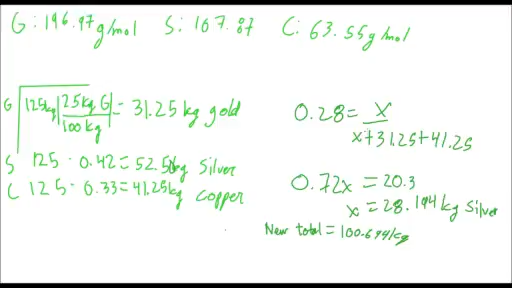 G: 196.97 g/mol S: 107.87 C: 63.55 g/mol
G 125kg | 25 kg G / 100 kg | = 31.25 kg gold
S 125 · 0.42 = 52.5 kg Silver
C 125 · 0.33 = 41.25 kg copper
0.28 = x / x + 31.25 + 41.25
0.72x = 20.3
x = 28.194 kg Silver
New total = 100.694 kg